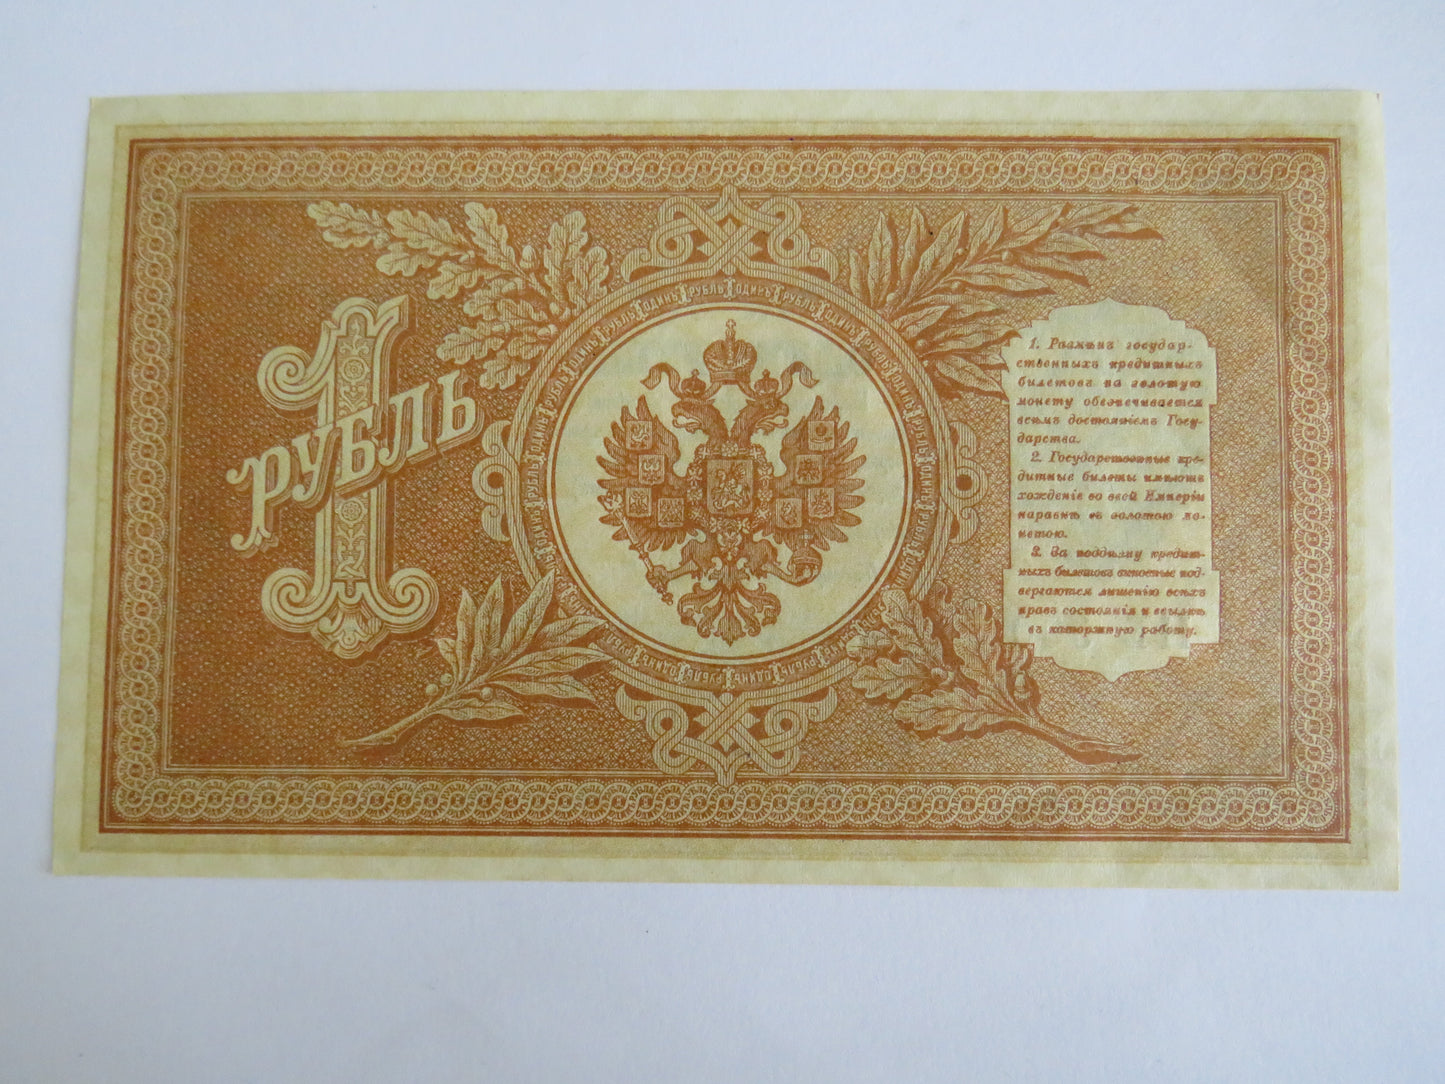 1
РУБЛЬ
1. Размѣнъ государ-
ственныхъ кредитныхъ
билетовъ на золотую
монету обезпечивается
всѣмъ достояніемъ Госу-
дарства.
2. Государственные кре-
дитные билеты имѣютъ
хожденіе во всей Имперіи
наравнѣ съ золотою мо-
нетою.
3. За поддѣлку кредит-
ныхъ билетовъ виновные под-
вергаются лишенію всѣхъ
правъ состоянія и ссылкѣ
въ каторжную работу.